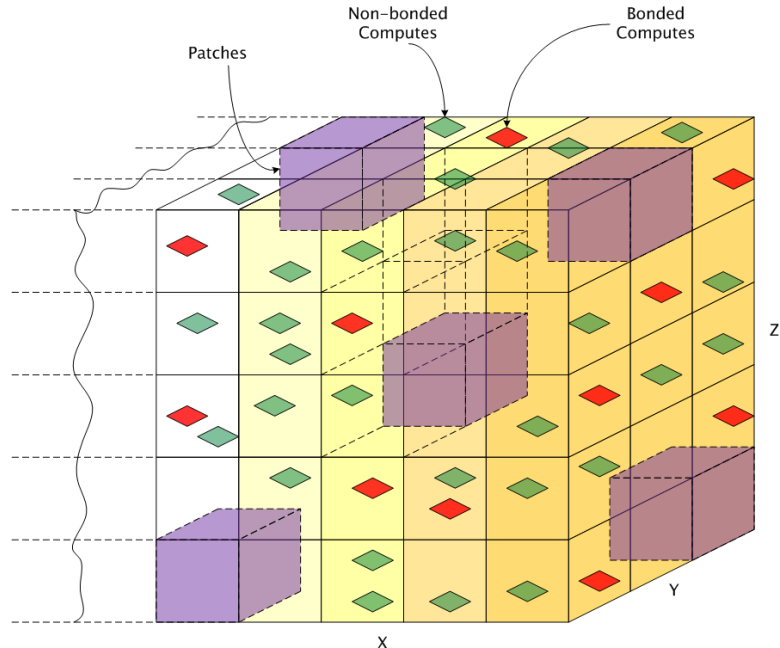 Non-bonded
Computes
Bonded
Computes
Patches
Z
Y
X